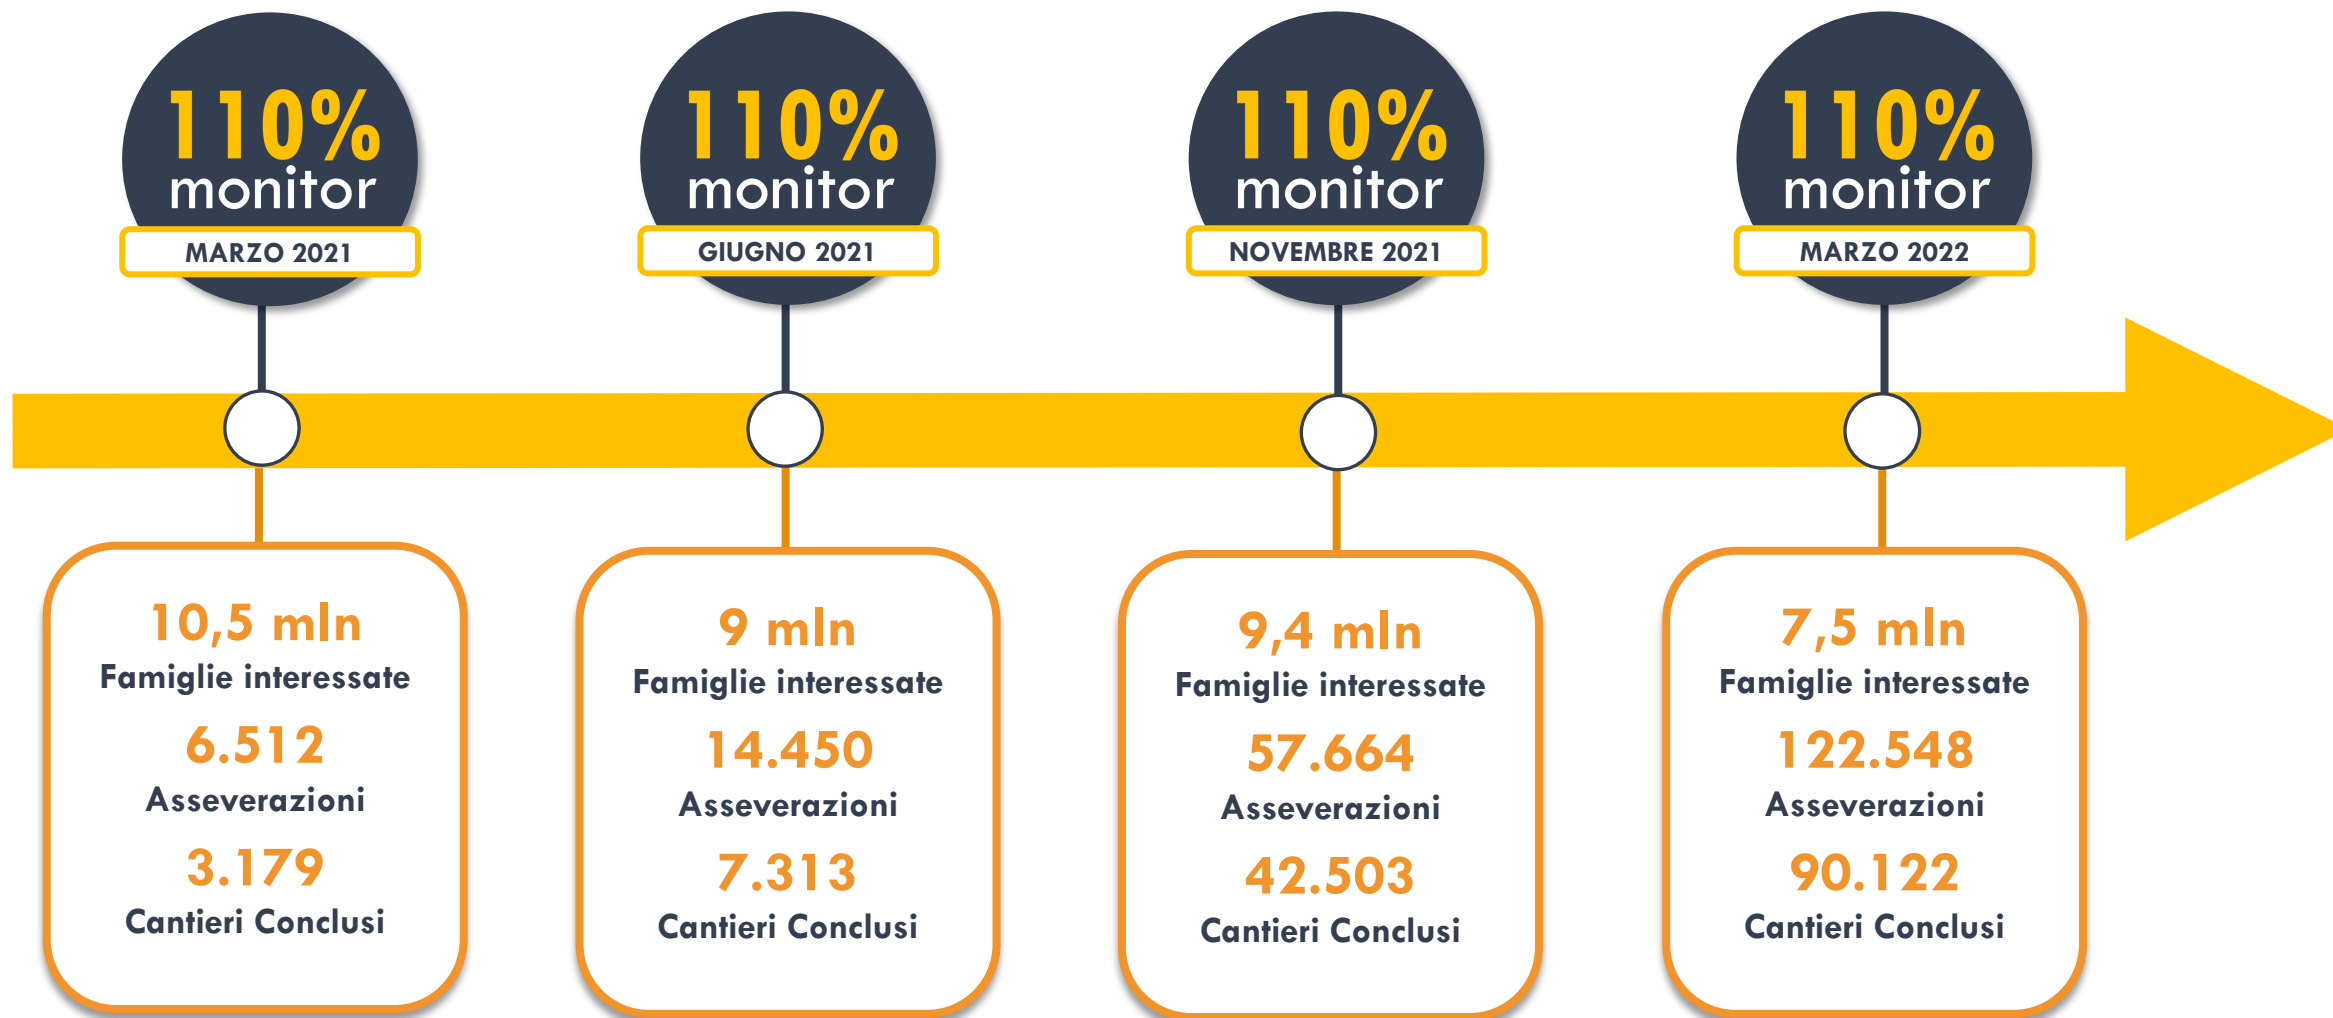 110%
monitor
MARZO 2021
110%
monitor
GIUGNO 2021
110%
monitor
NOVEMBRE 2021
110%
monitor
MARZO 2022
10,5 mln
Famiglie interessate
6.512
Asseverazioni
3.179
Cantieri Conclusi
9 mln
Famiglie interessate
14.450
Asseverazioni
7.313
Cantieri Conclusi
9,4 mln
Famiglie interessate
57.664
Asseverazioni
42.503
Cantieri Conclusi
7,5 mln
Famiglie interessate
122.548
Asseverazioni
90.122
Cantieri Conclusi